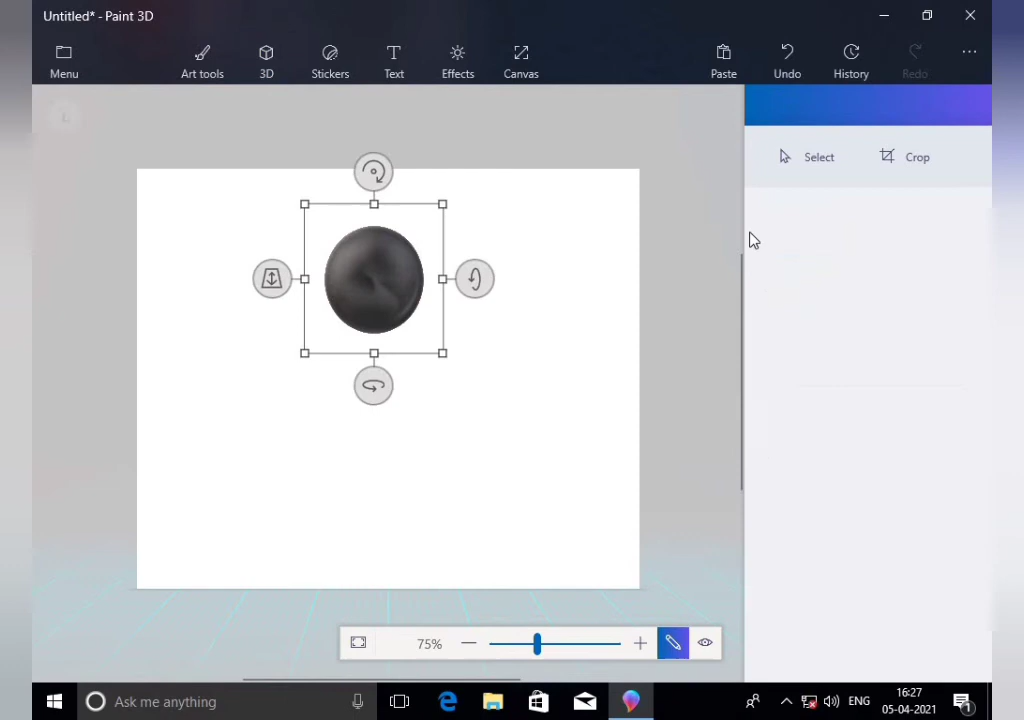 Untitled* - Paint 3D
Menu
Art tools
3D
Stickers
Text
Effects
Canvas
Paste
Undo
History
Redo
Select
Crop
75%
Ask me anything
ENG
16:27
05-04-2021
1